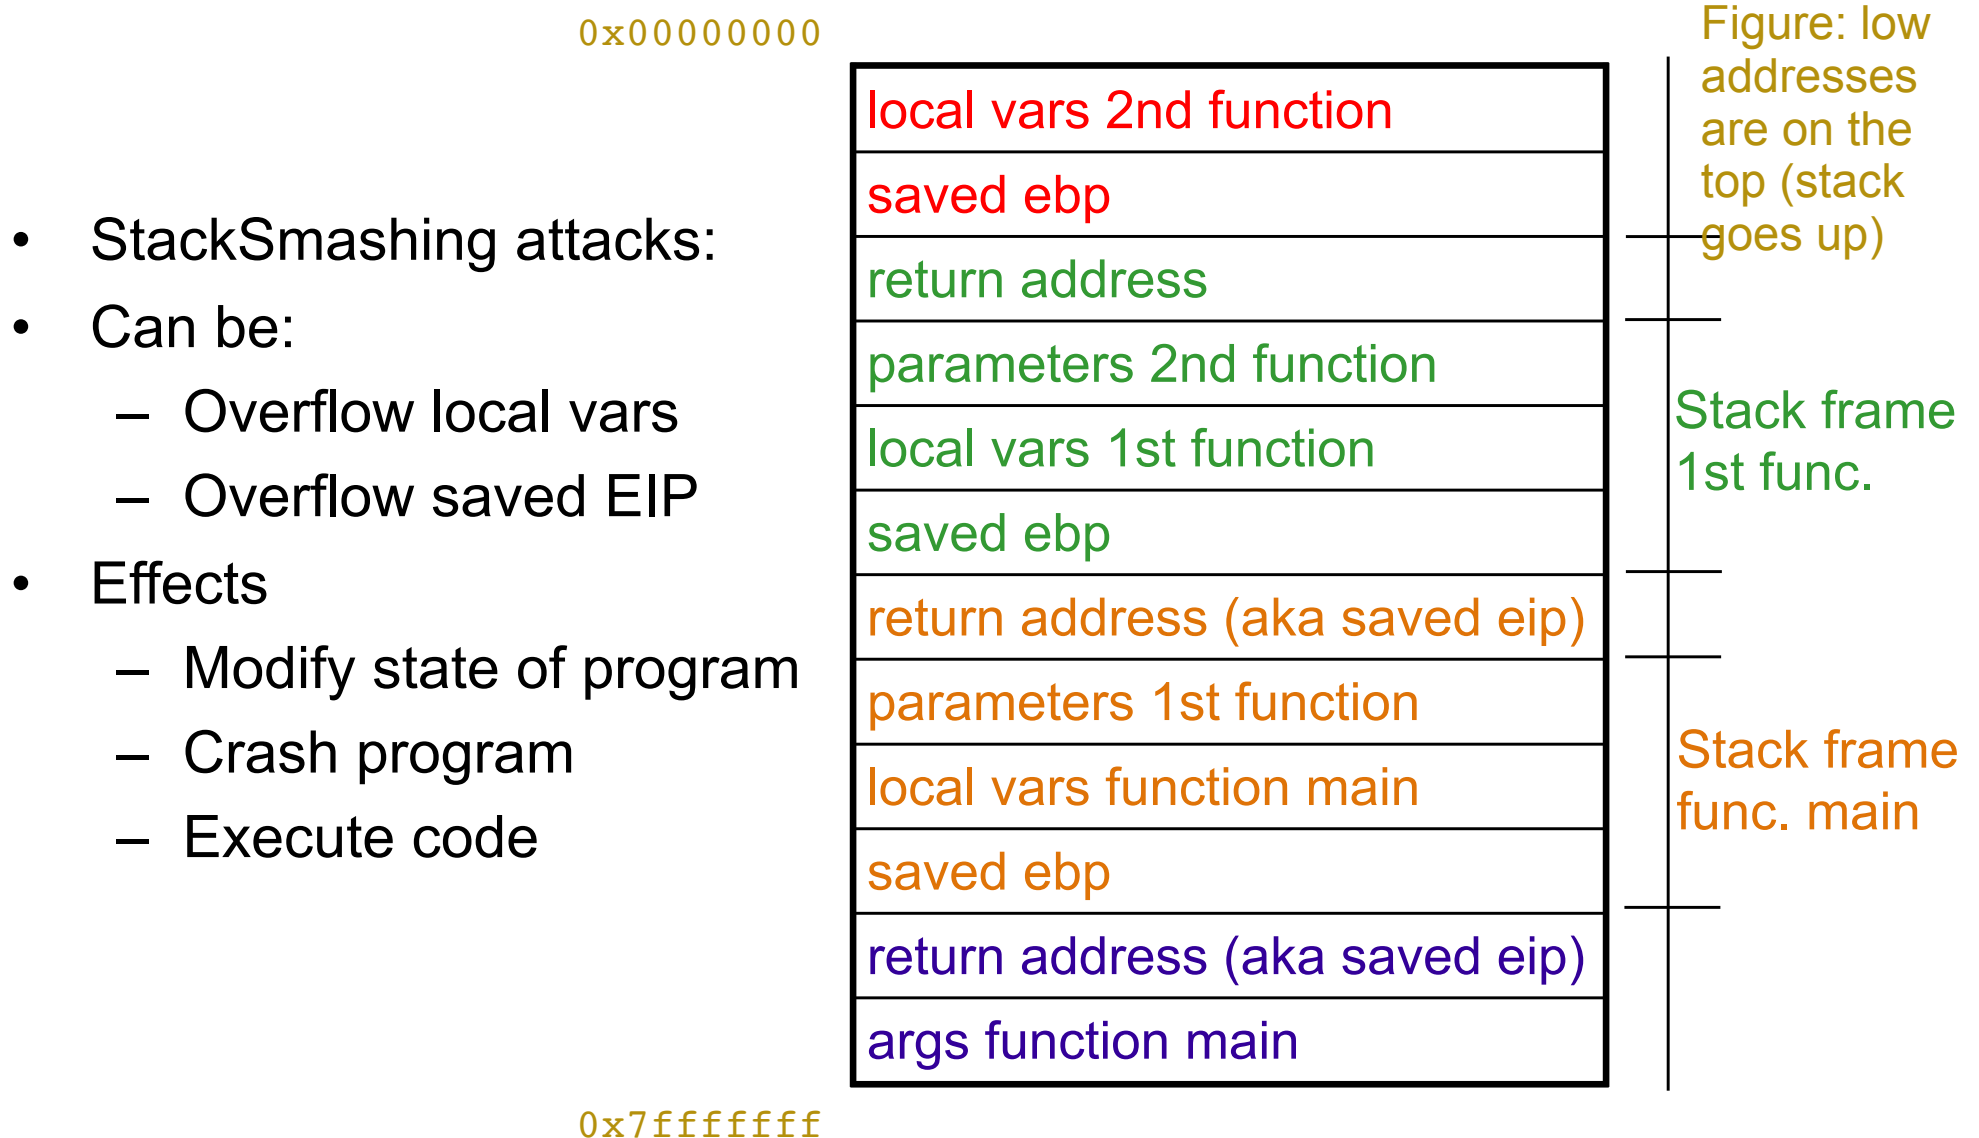 0x00000000
Figure: low
addresses
are on the
top (stack
goes up)
• StackSmashing attacks:
• Can be:
– Overflow local vars
– Overflow saved EIP
• Effects
– Modify state of program
– Crash program
– Execute code
local vars 2nd function
saved ebp
return address
parameters 2nd function
local vars 1st function
saved ebp
return address (aka saved eip)
parameters 1st function
local vars function main
saved ebp
return address (aka saved eip)
args function main
Stack frame
1st func.
Stack frame
func. main
0x7fffffff